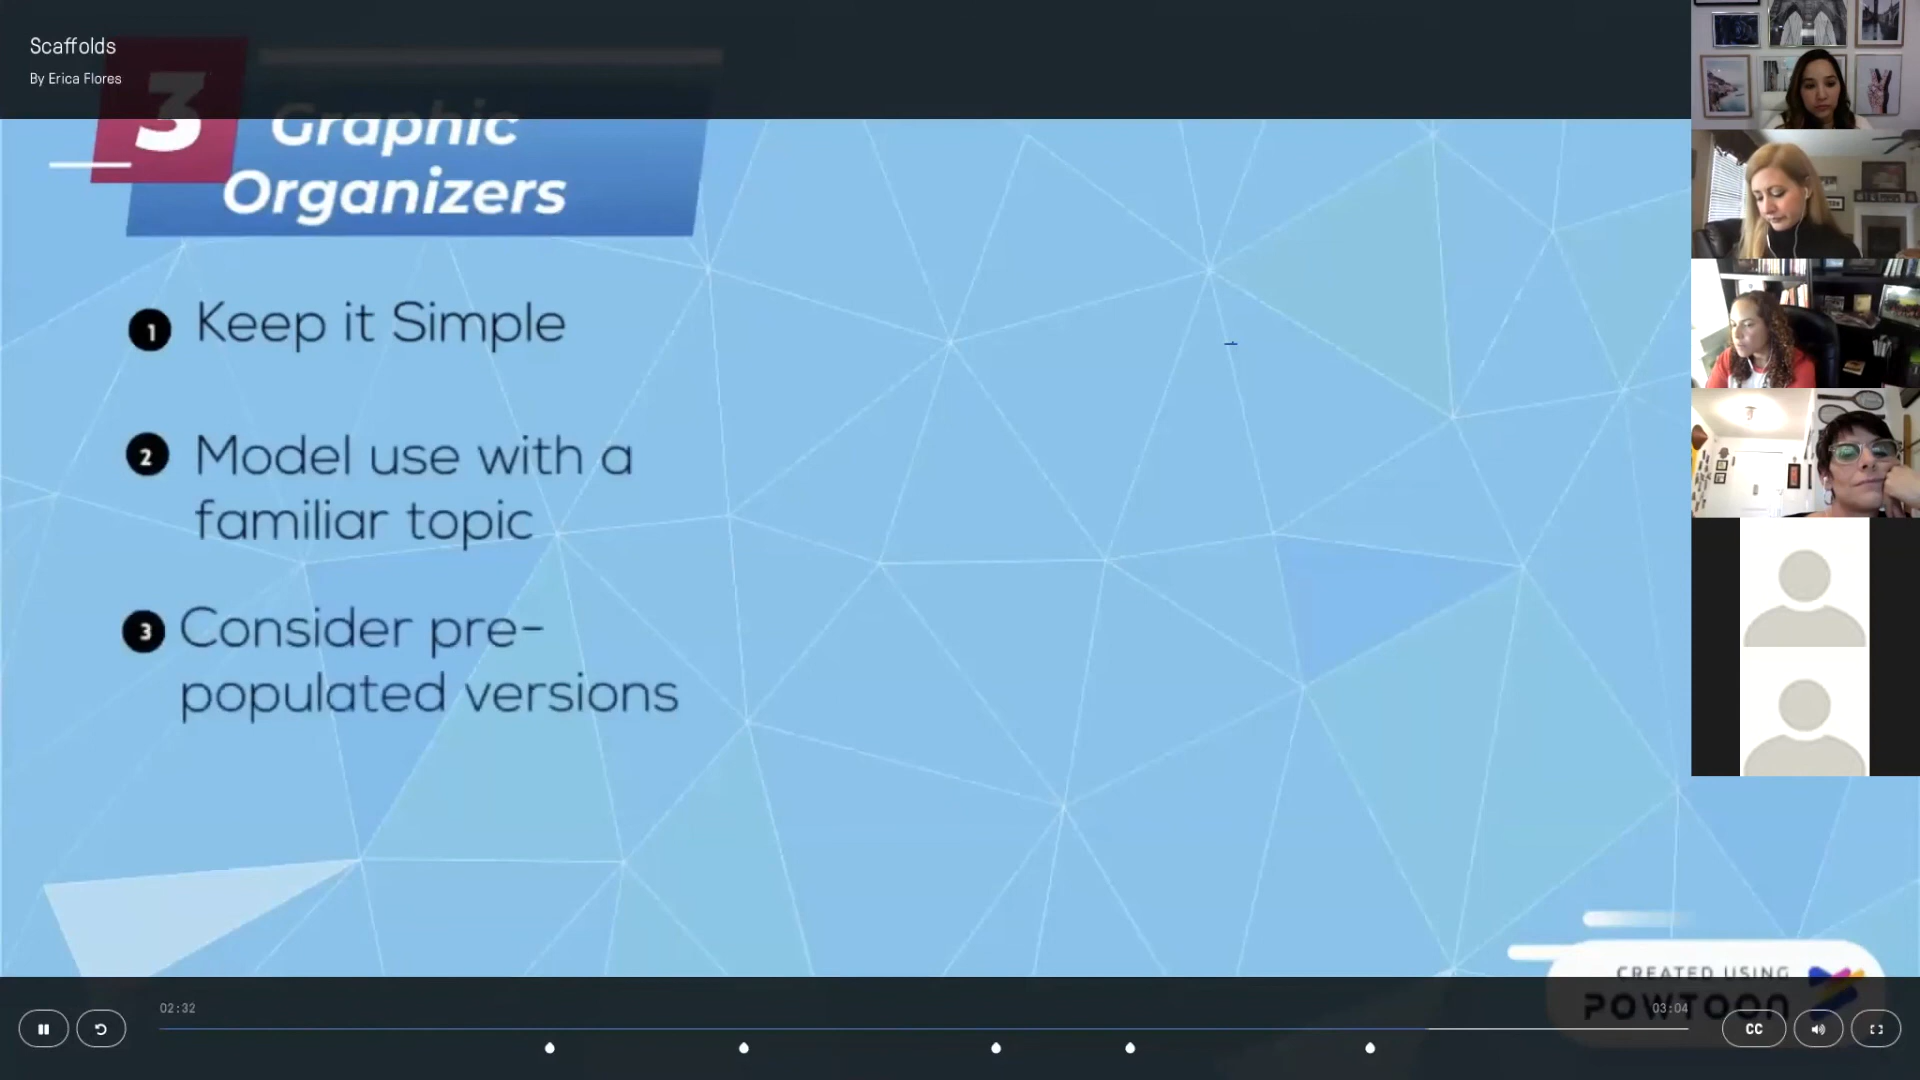 Scaffolds
By Erica Flores
3
Graphic
Organizers
1 Keep it Simple
2 Model use with a
familiar topic
3 Consider pre-
populated versions
CREATED USING
POWTOON
02:32
03:04
CC